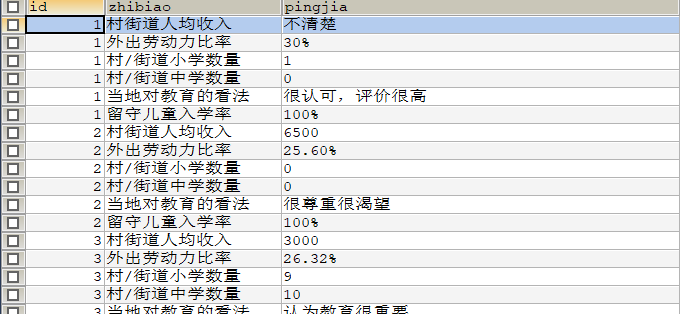 id zhibiao pingjia
1 村街道人均收入 不清楚
1 外出劳动力比率 30%
1 村/街道小学数量 1
1 村/街道中学数量 0
1 当地对教育的看法 很认可，评价很高
1 留守儿童入学率 100%
2 村街道人均收入 6500
2 外出劳动力比率 25.60%
2 村/街道小学数量 0
2 村/街道中学数量 0
2 当地对教育的看法 很尊重很渴望
2 留守儿童入学率 100%
3 村街道人均收入 3000
3 外出劳动力比率 26.32%
3 村/街道小学数量 9
3 村/街道中学数量 10
3 当地对教育的看法 认为教育很重要